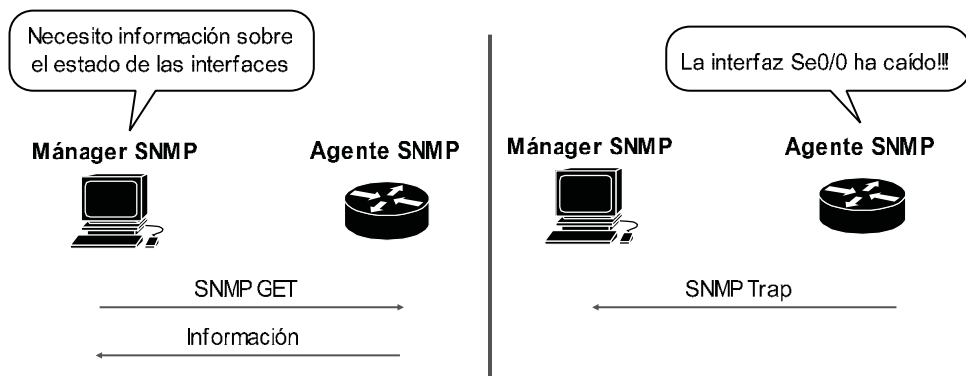 Necesito información sobre
el estado de las interfaces
Mánager SNMP
Agente SNMP
SNMP GET
Información
La interfaz Se0/0 ha caído!!!
Mánager SNMP
Agente SNMP
SNMP Trap